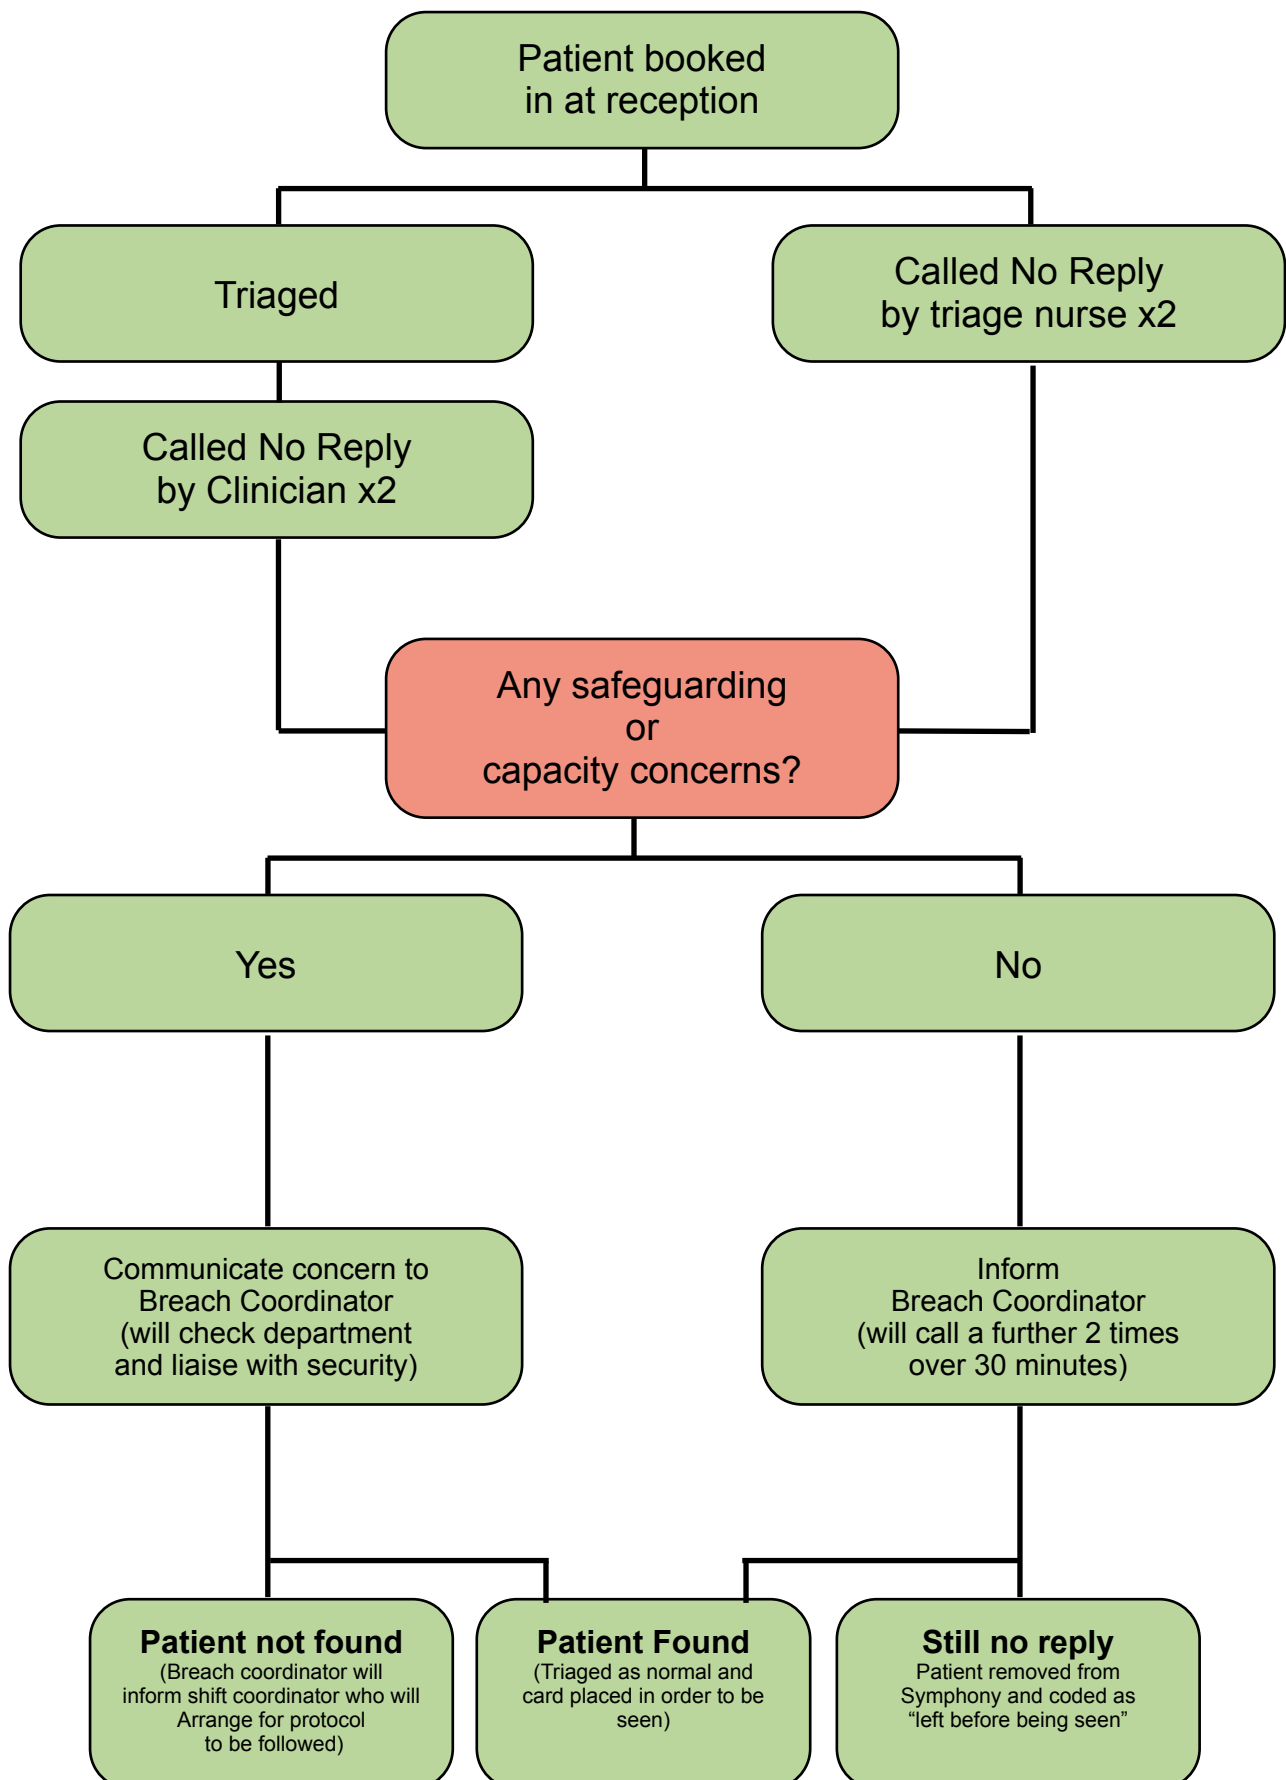 Patient booked
in at reception
Triaged
Called No Reply
by triage nurse x2
Called No Reply
by Clinician x2
Any safeguarding
or
capacity concerns?
Yes
No
Communicate concern to
Breach Coordinator
(will check department
and liaise with security)
Inform
Breach Coordinator
(will call a further 2 times
over 30 minutes)
Patient not found
(Breach coordinator will
inform shift coordinator who will
Arrange for protocol
to be followed)
Patient Found
(Triaged as normal and
card placed in order to be
seen)
Still no reply
Patient removed from
Symphony and coded as
“left before being seen”